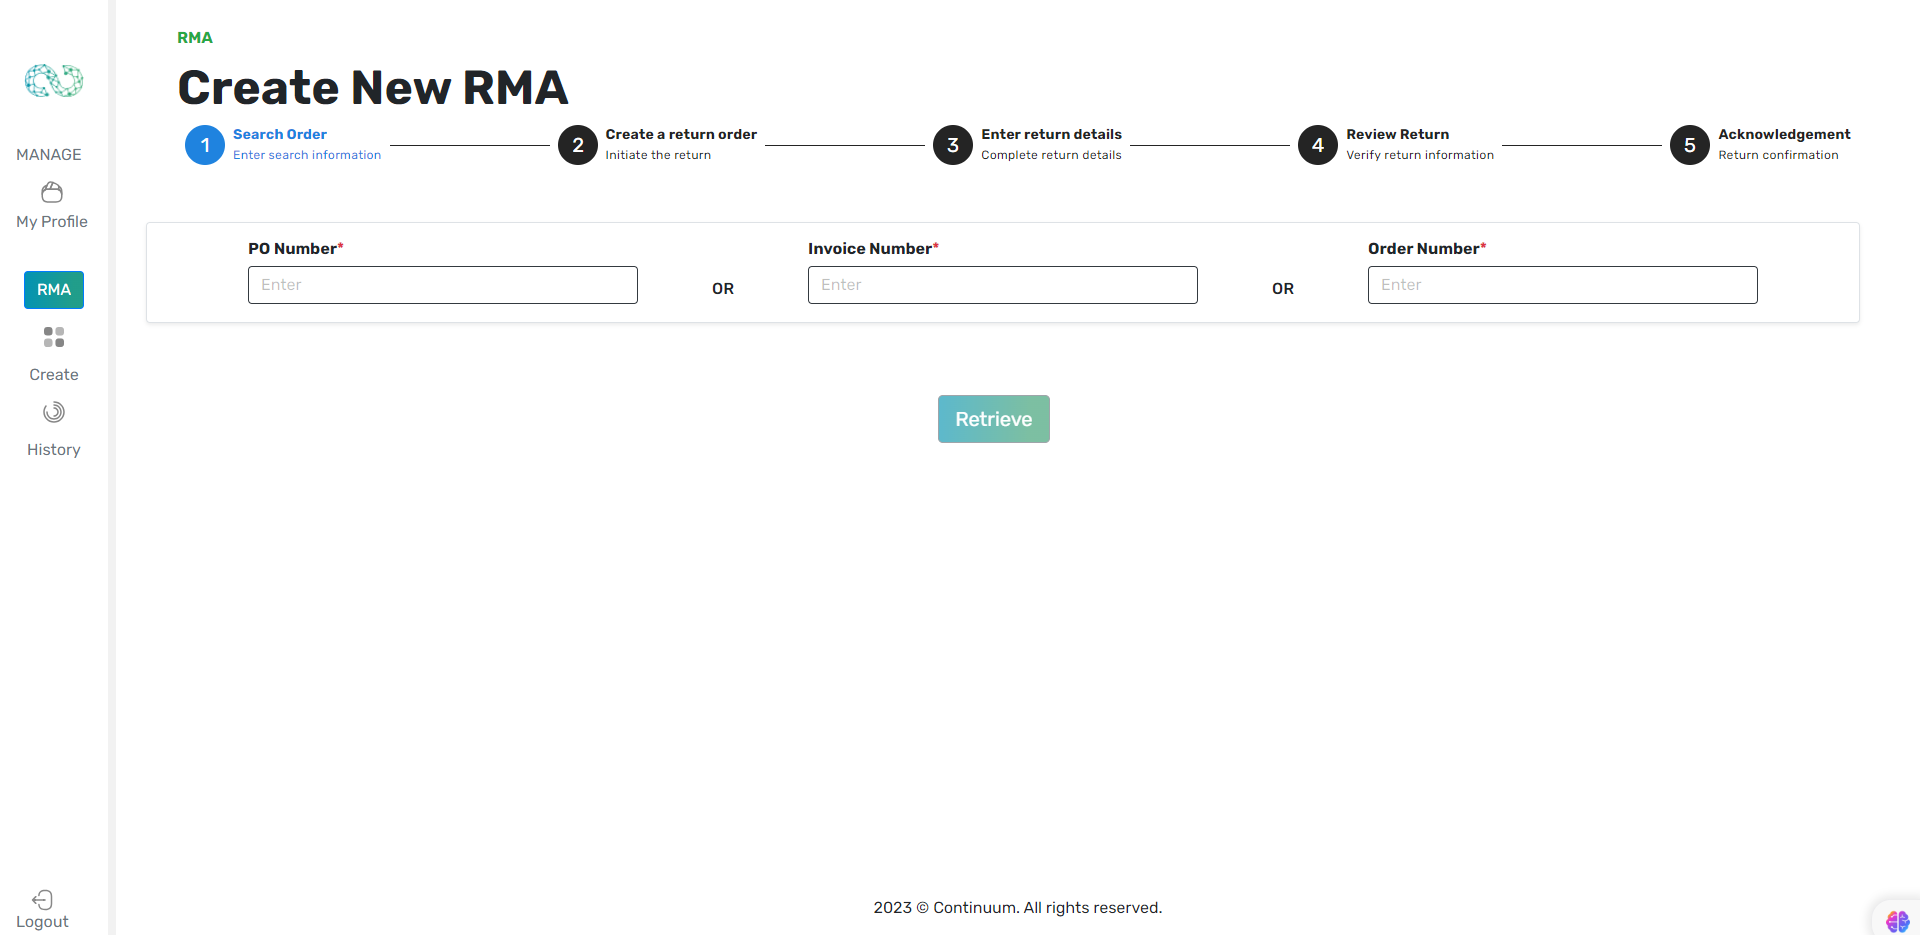 RMA
Create New RMA
1 Search Order
Enter search information
2 Create a return order
Initiate the return
3 Enter return details
Complete return details
4 Review Return
Verify return information
5 Acknowledgement
Return confirmation
MANAGE
My Profile
RMA
Create
History
Logout
PO Number*
Enter
OR
Invoice Number*
Enter
OR
Order Number*
Enter
Retrieve
2023 © Continuum. All rights reserved.